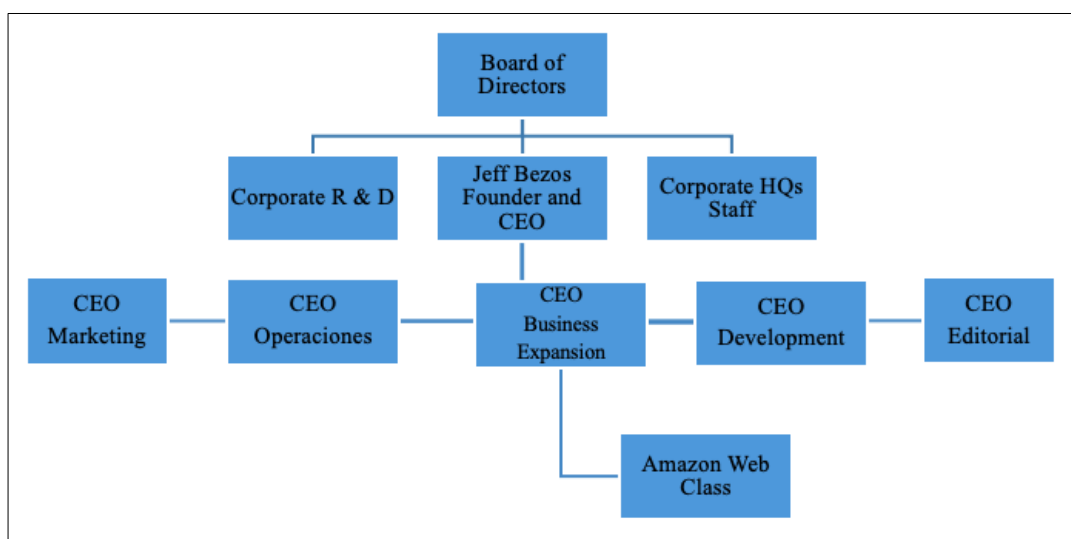 Board of
Directors
Corporate R & D
Jeff Bezos
Founder and
CEO
Corporate HQs
Staff
CEO
Marketing
CEO
Operaciones
CEO
Business
Expansion
CEO
Development
CEO
Editorial
Amazon Web
Class